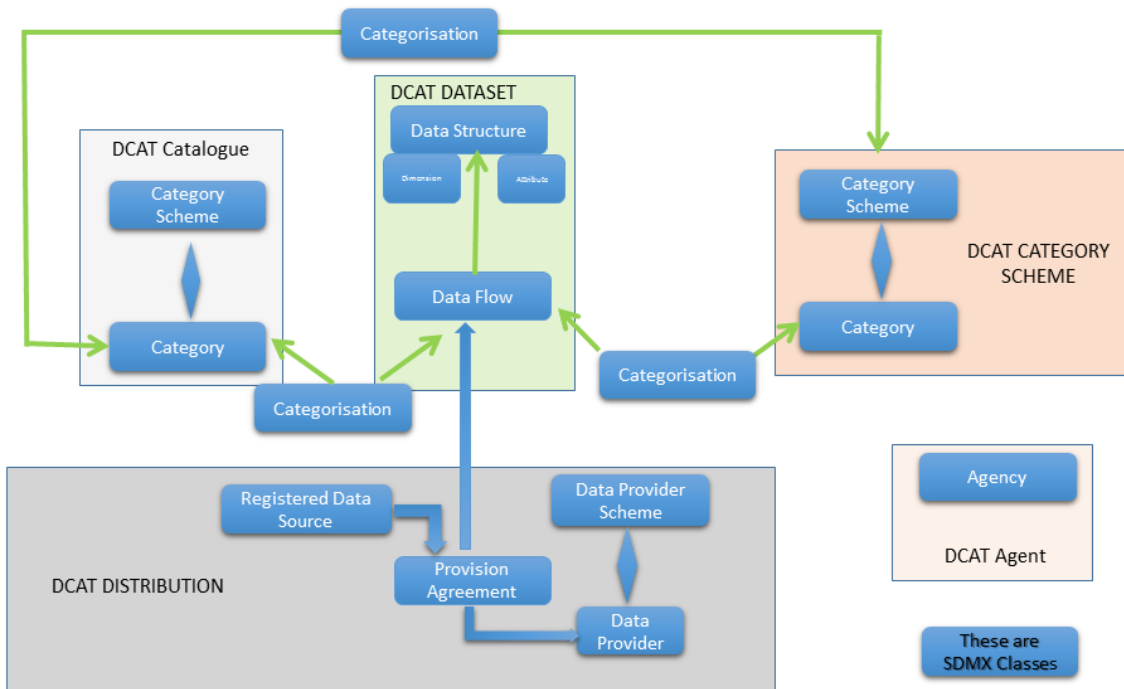 Categorisation
DCAT DATASET
Data Structure
Dimension
Attribute
Data Flow
DCAT Catalogue
Category
Scheme
Category
Categorisation
Categorisation
Category
Scheme
DCAT CATEGORY
SCHEME
Category
Registered Data
Source
Data Provider
Scheme
DCAT DISTRIBUTION
Provision
Agreement
Data
Provider
Agency
DCAT Agent
These are
SDMX Classes